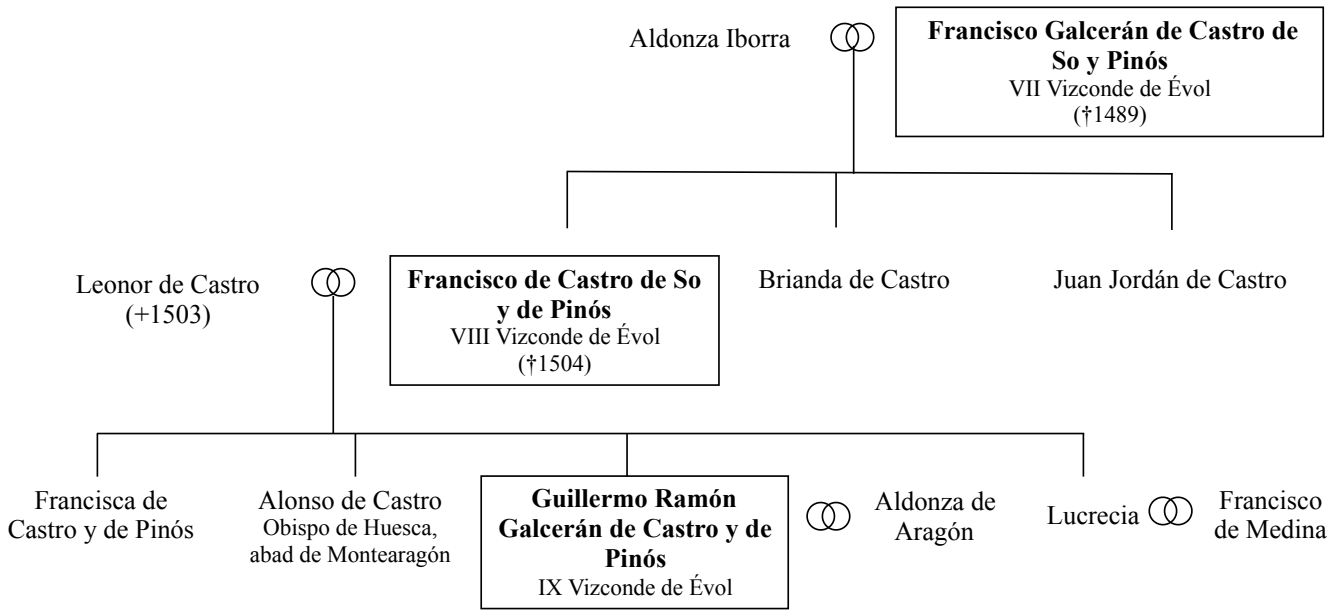 Aldonza Iborra
Francisco Galcerán de Castro de
So y Pinós
VII Vizconde de Évol
(†1489)
Leonor de Castro
(+1503)
Francisco de Castro de So
y de Pinós
VIII Vizconde de Évol
(†1504)
Brianda de Castro
Juan Jordán de Castro
Francisca de
Castro y de Pinós
Alonso de Castro
Obispo de Huesca,
abad de Montearagón
Guillermo Ramón
Galcerán de Castro y de
Pinós
IX Vizconde de Évol
Aldonza de
Aragón
Lucrecia
Francisco
de Medina